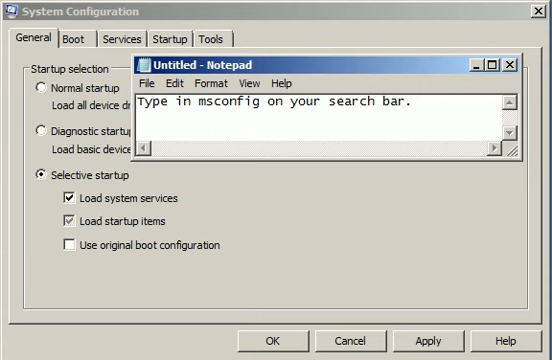 System Configuration
General Boot Services Startup Tools
Startup selection
Normal startup
Load all device dr
Diagnostic startup
Load basic device
Selective startup
Load system services
Load startup items
Use original boot configuration
Untitled - Notepad
File Edit Format View Help
Type in msconfig on your search bar.
OK Cancel Apply Help